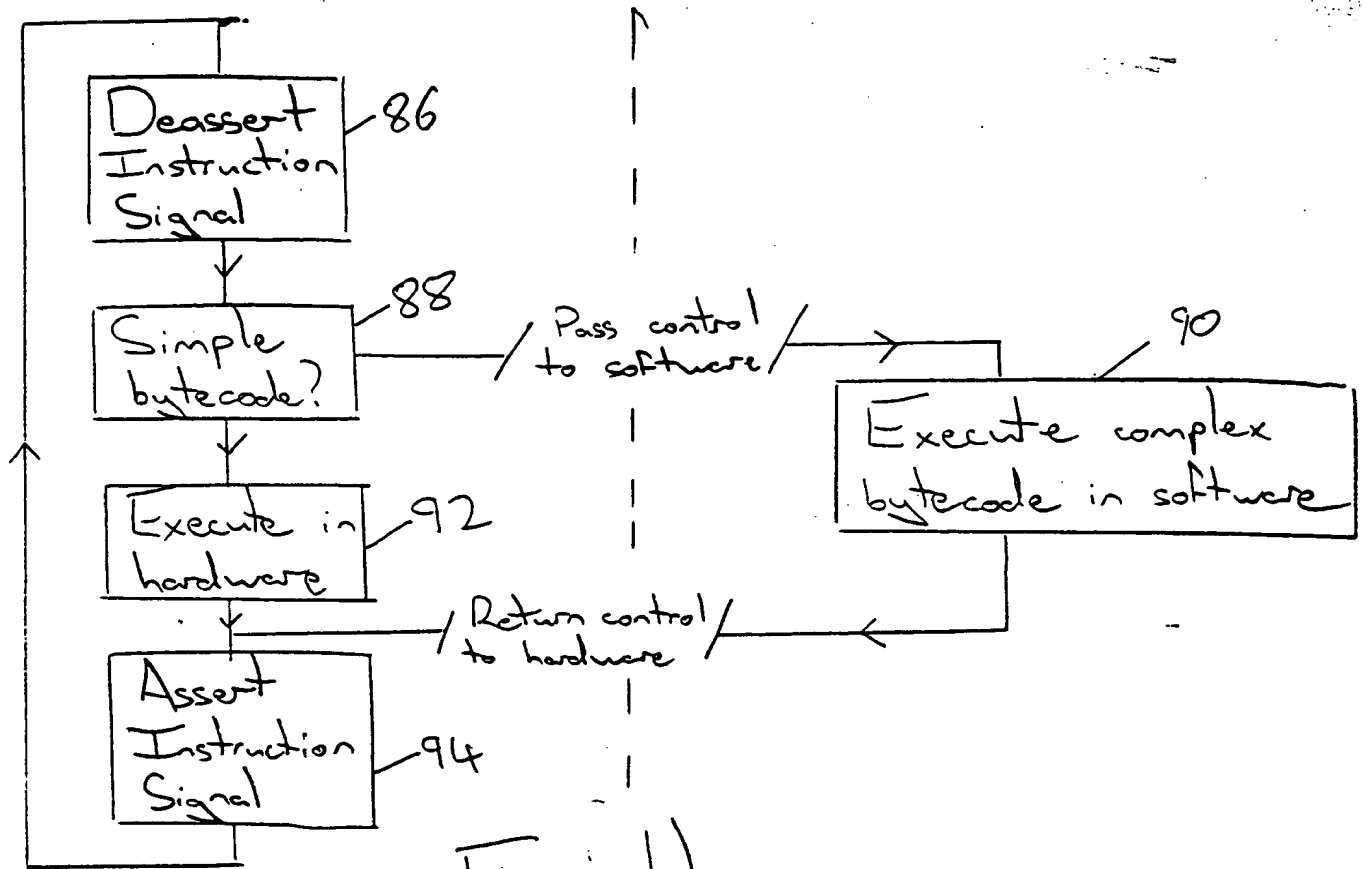 Deassert
Instruction
Signal
86
Simple
bytecode?
88
Pass control
to software
90
Execute complex
bytecode in software
Execute in
hardware
92
Return control
to hardware
Assert
Instruction
Signal
94